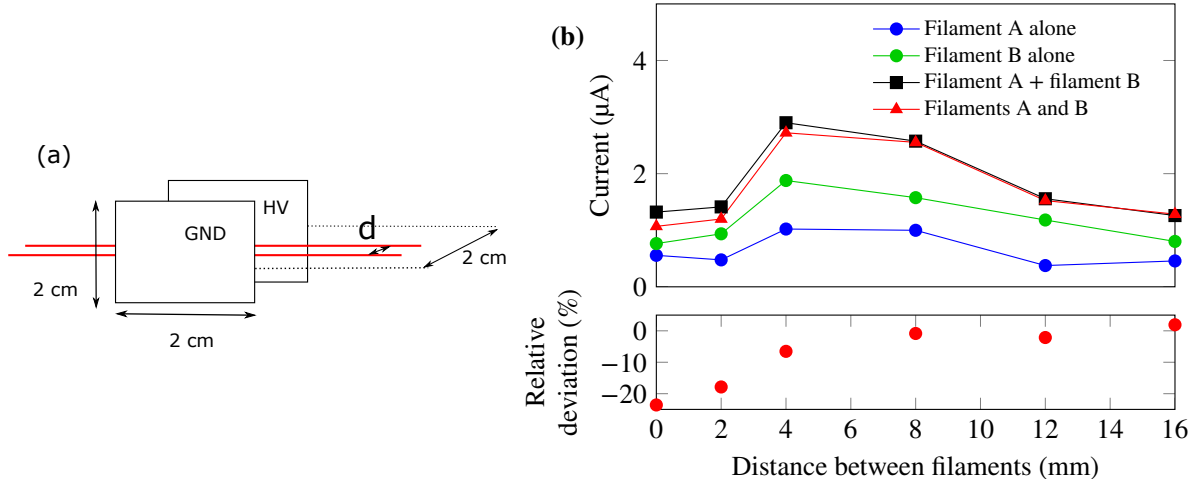 (a)
HV
GND
d
2 cm
2 cm
2 cm
(b)
Filament A alone
Filament B alone
Filament A + filament B
Filaments A and B
Current (µA)
4
2
0
Relative
deviation (%)
0
−10
−20
0 2 4 6 8 10 12 14 16
Distance between filaments (mm)